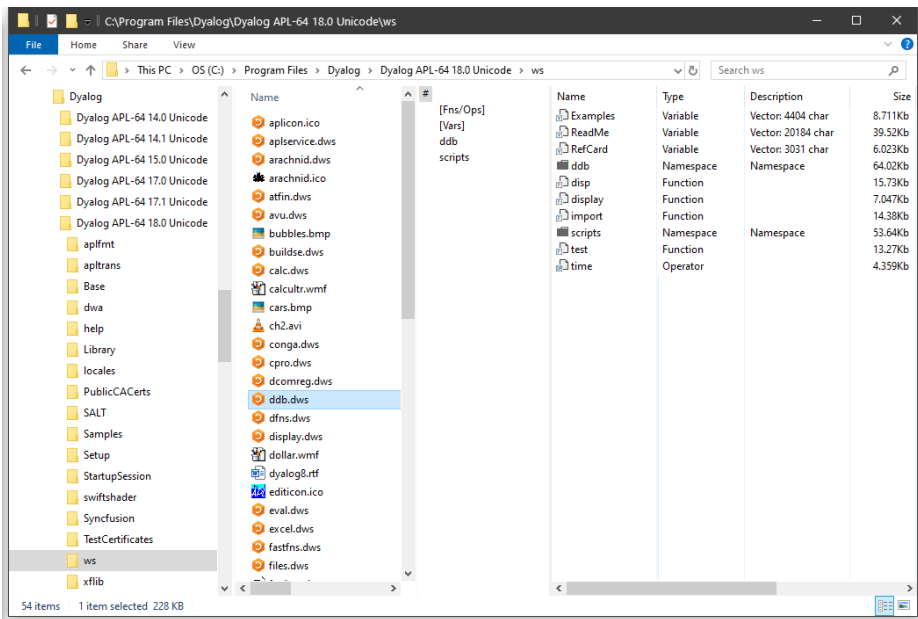 C:\Program Files\Dyalog\Dyalog APL-64 18.0 Unicode\ws
File Home Share View
This PC > OS (C:) > Program Files > Dyalog > Dyalog APL-64 18.0 Unicode > ws
Search ws
Dyalog
Dyalog APL-64 14.0 Unicode
Dyalog APL-64 14.1 Unicode
Dyalog APL-64 15.0 Unicode
Dyalog APL-64 17.0 Unicode
Dyalog APL-64 17.1 Unicode
Dyalog APL-64 18.0 Unicode
aplfmt
apltrans
Base
dwa
help
Library
locales
PublicCACerts
SALT
Samples
Setup
StartupSession
swiftshader
Syncfusion
TestCertificates
ws
xflib
Name
aplicon.ico
aplservice.dws
arachnid.dws
arachnid.ico
atfin.dws
avu.dws
bubbles.bmp
buildse.dws
calc.dws
calcultr.wmf
cars.bmp
ch2.avi
conga.dws
cpro.dws
dcomreg.dws
ddb.dws
dfns.dws
display.dws
dollar.wmf
dyalog8.rtf
editicon.ico
eval.dws
excel.dws
fastfns.dws
files.dws
#
[Fns/Ops]
[Vars]
ddb
scripts
Name Type Description Size
Examples Variable Vector: 4404 char 8.711Kb
ReadMe Variable Vector: 20184 char 39.52Kb
RefCard Variable Vector: 3031 char 6.023Kb
ddb Namespace Namespace 64.02Kb
disp Function 15.73Kb
display Function 7.047Kb
import Function 14.38Kb
scripts Namespace Namespace 53.64Kb
test Function 13.27Kb
time Operator 4.359Kb
54 items 1 item selected 228 KB